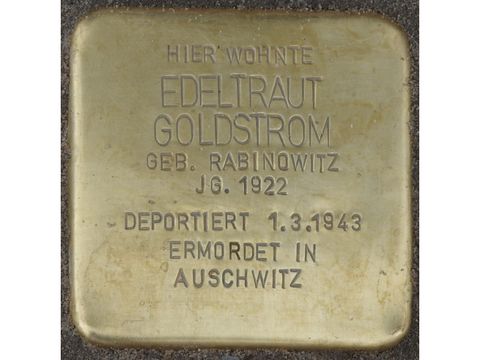 HIER WOHNTE
EDELTRAUT
GOLDSTROM
GEB. RABINOWITZ
JG. 1922
DEPORTIERT 1.3.1943
ERMORDET IN
AUSCHWITZ